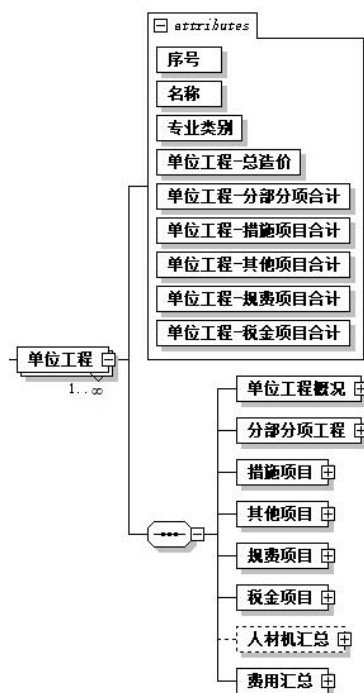 attributes
序号
名称
专业类别
单位工程-总造价
单位工程-分部分项合计
单位工程-措施项目合计
单位工程-其他项目合计
单位工程-规费项目合计
单位工程-税金项目合计
单位工程
1..∞
单位工程概况
分部分项工程
措施项目
其他项目
规费项目
税金项目
人材机汇总
费用汇总